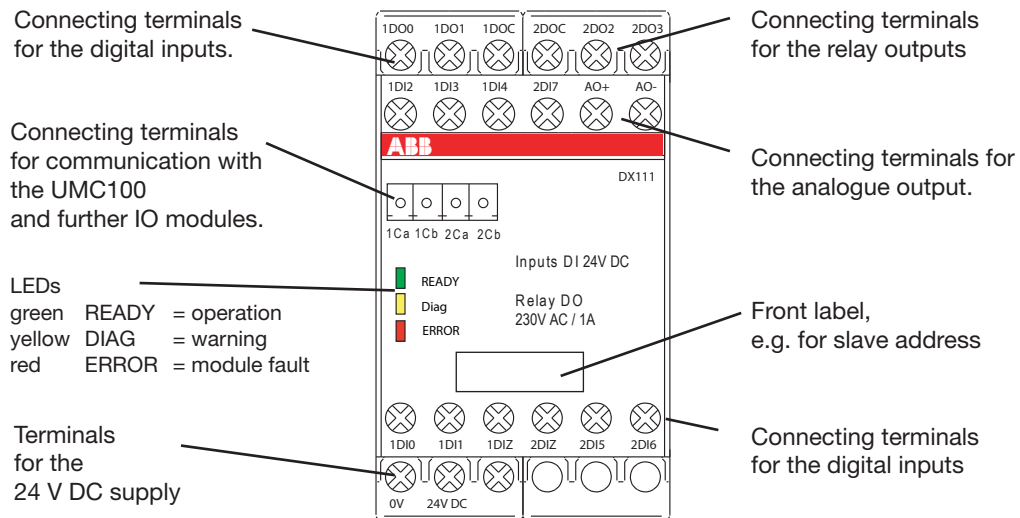 Connecting terminals
for the digital inputs.
Connecting terminals
for communication with
the UMC100
and further IO modules.
LEDs
green READY = operation
yellow DIAG = warning
red ERROR = module fault
Terminals
for the
24 V DC supply
1DO0 1DO1 1DOC 2DOC 2DO2 2DO3
1DI2 1DI3 1DI4 2DI7 AO+ AO-
ABB
DX111
1Ca 1Cb 2Ca 2Cb
Inputs DI 24V DC
READY
Diag
ERROR
Relay DO
230V AC / 1A
1DI0 1DI1 1DIZ 2DIZ 2DI5 2DI6
0V 24V DC
Connecting terminals
for the relay outputs
Connecting terminals for
the analogue output.
Front label,
e.g. for slave address
Connecting terminals
for the digital inputs